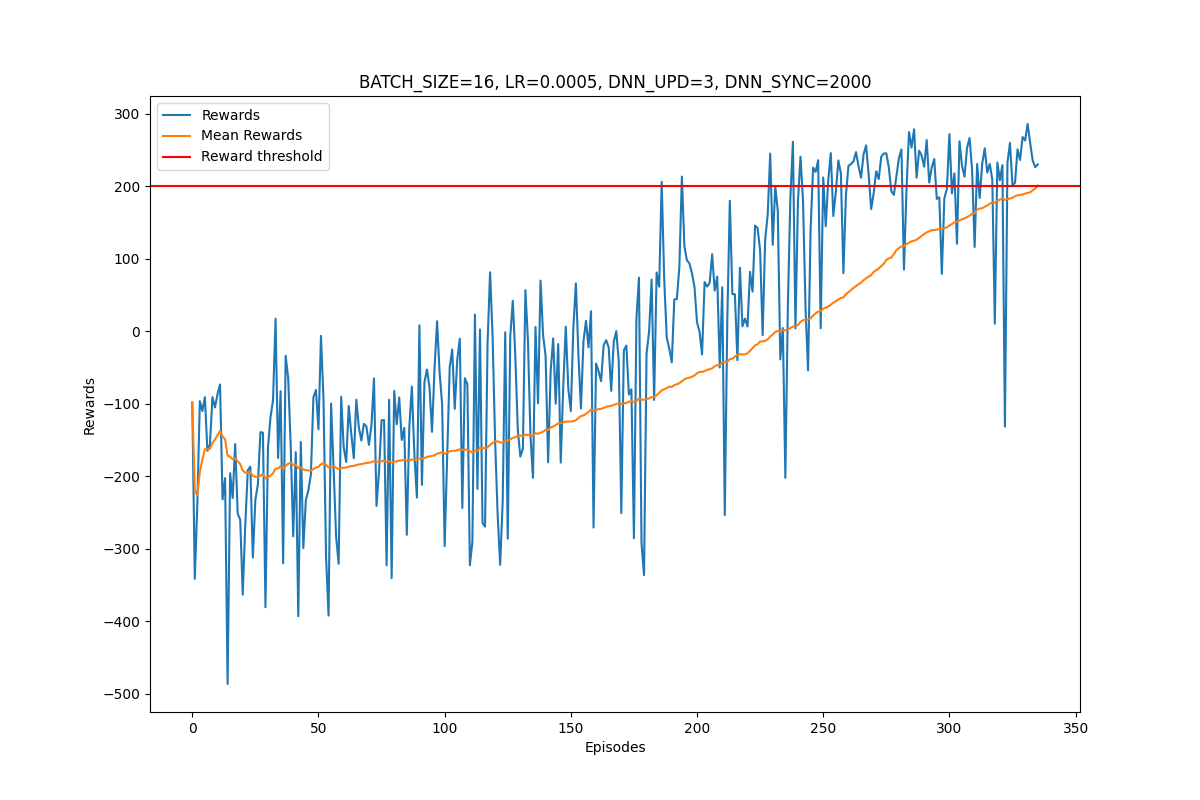 BATCH_SIZE=16, LR=0.0005, DNN_UPD=3, DNN_SYNC=2000
Rewards
Mean Rewards
Reward threshold
300
200
100
0
−100
−200
−300
−400
−500
Rewards
0 50 100 150 200 250 300 350
Episodes